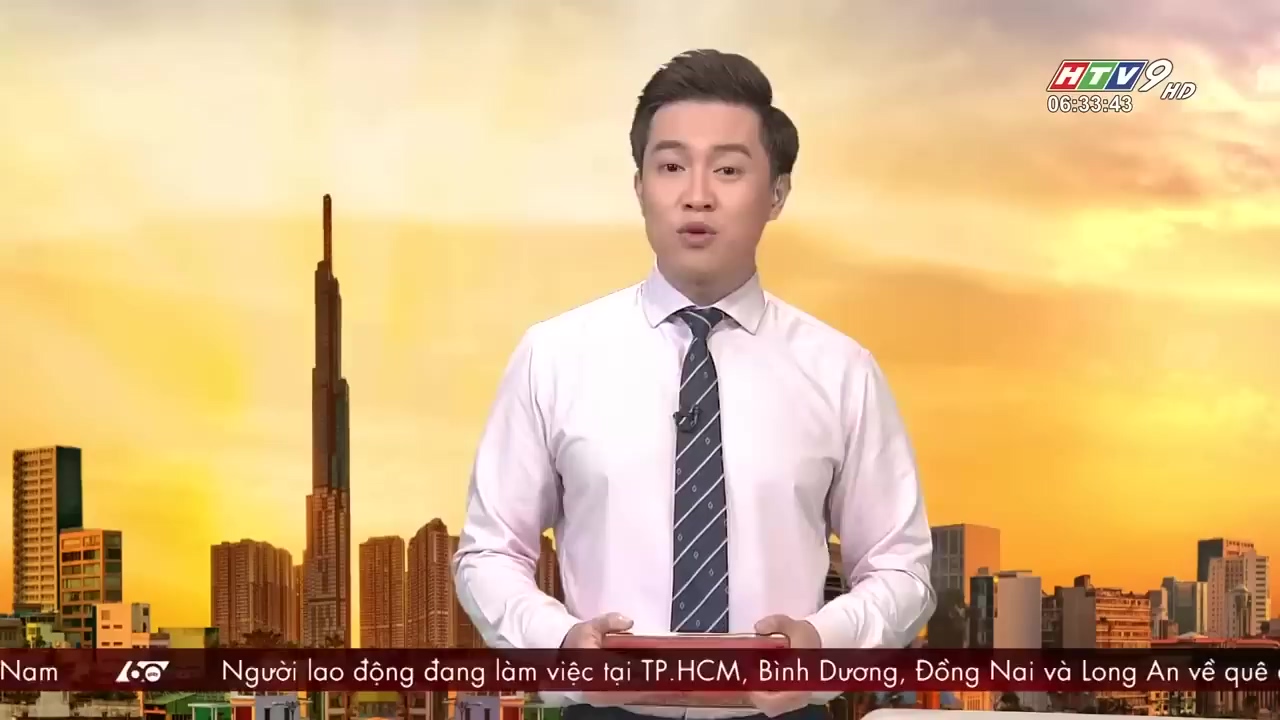 HTV9 HD
06:33:43
Nam 60 Người lao động đang làm việc tại TP.HCM, Bình Dương, Đồng Nai và Long An về quê